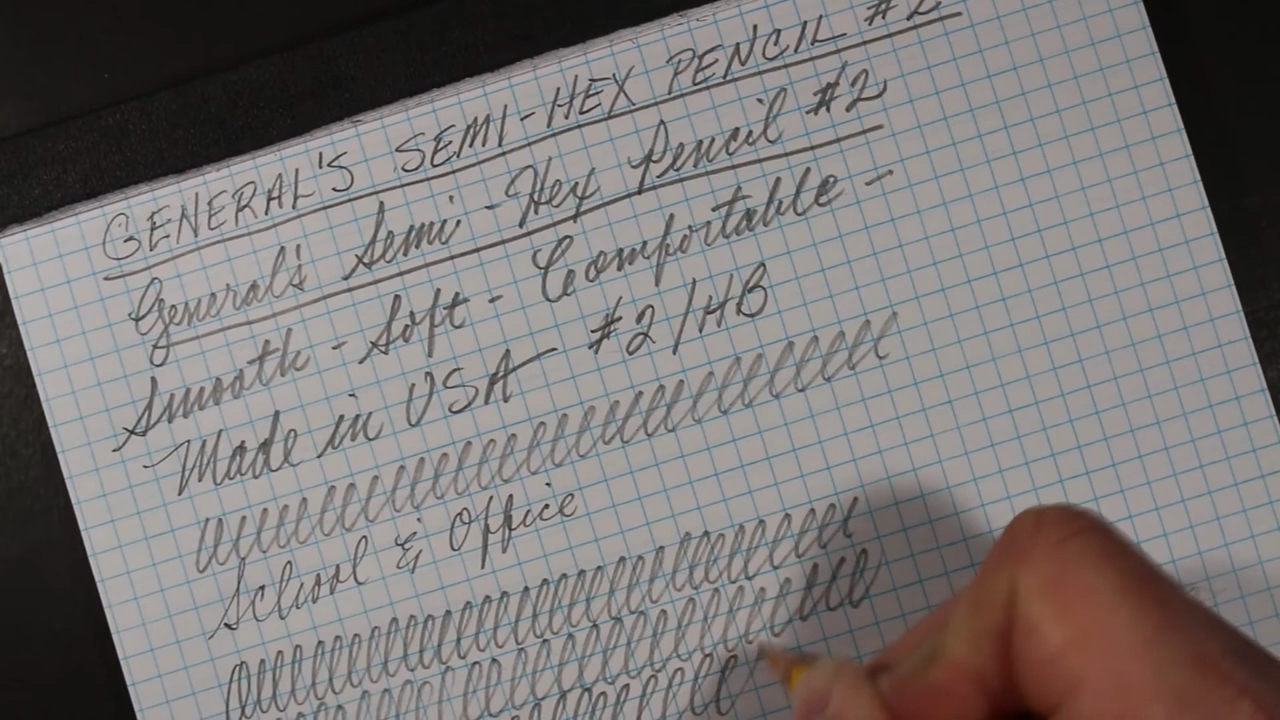 GENERAL'S SEMI-HEX PENCIL #2
General's Semi-Hex Pencil #2
Smooth - Soft - Comfortable -
Made in USA #2/HB
School & Office